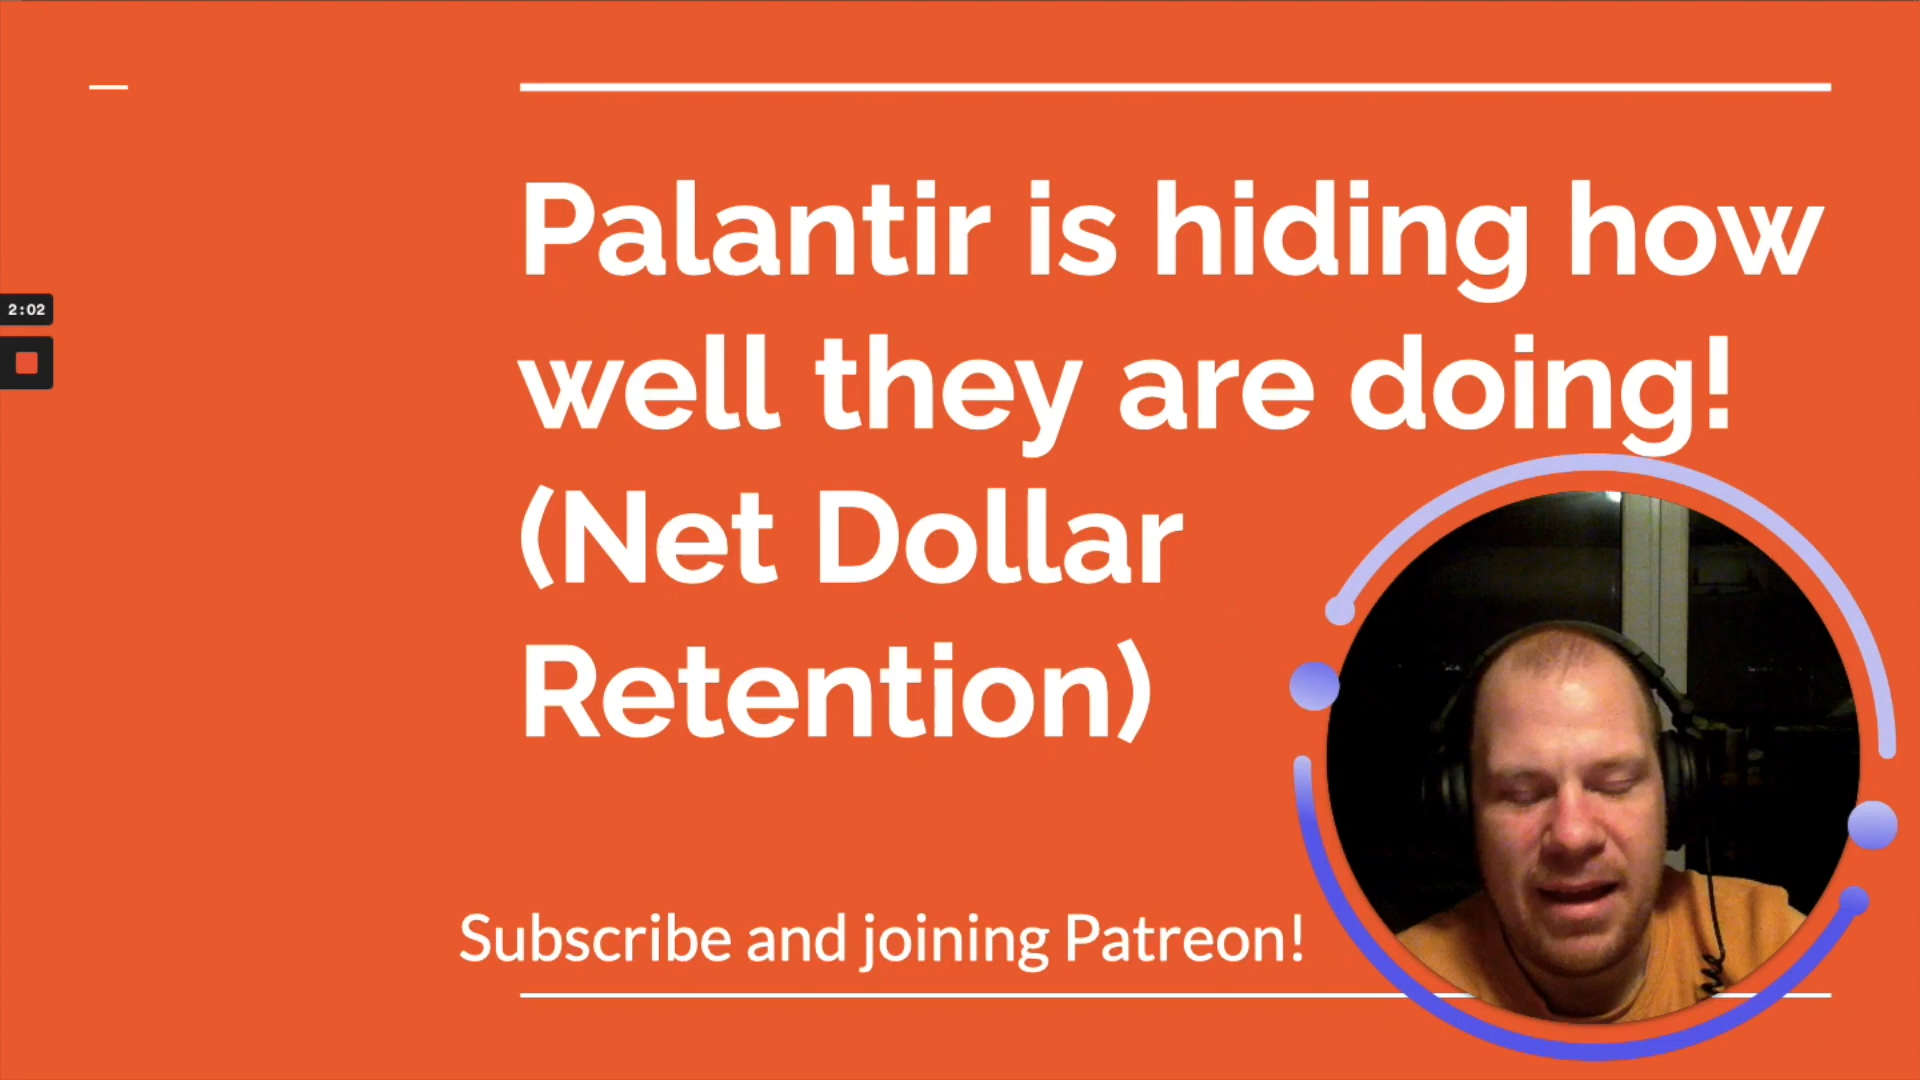 2:02
Palantir is hiding how
well they are doing!
(Net Dollar
Retention)
Subscribe and joining Patreon!